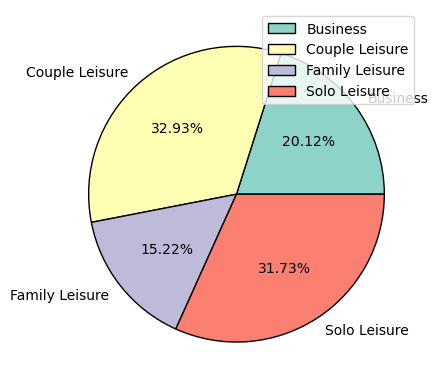 Business
Couple Leisure
Family Leisure
Solo Leisure
Couple Leisure
Business
32.93%
20.12%
15.22%
31.73%
Family Leisure
Solo Leisure